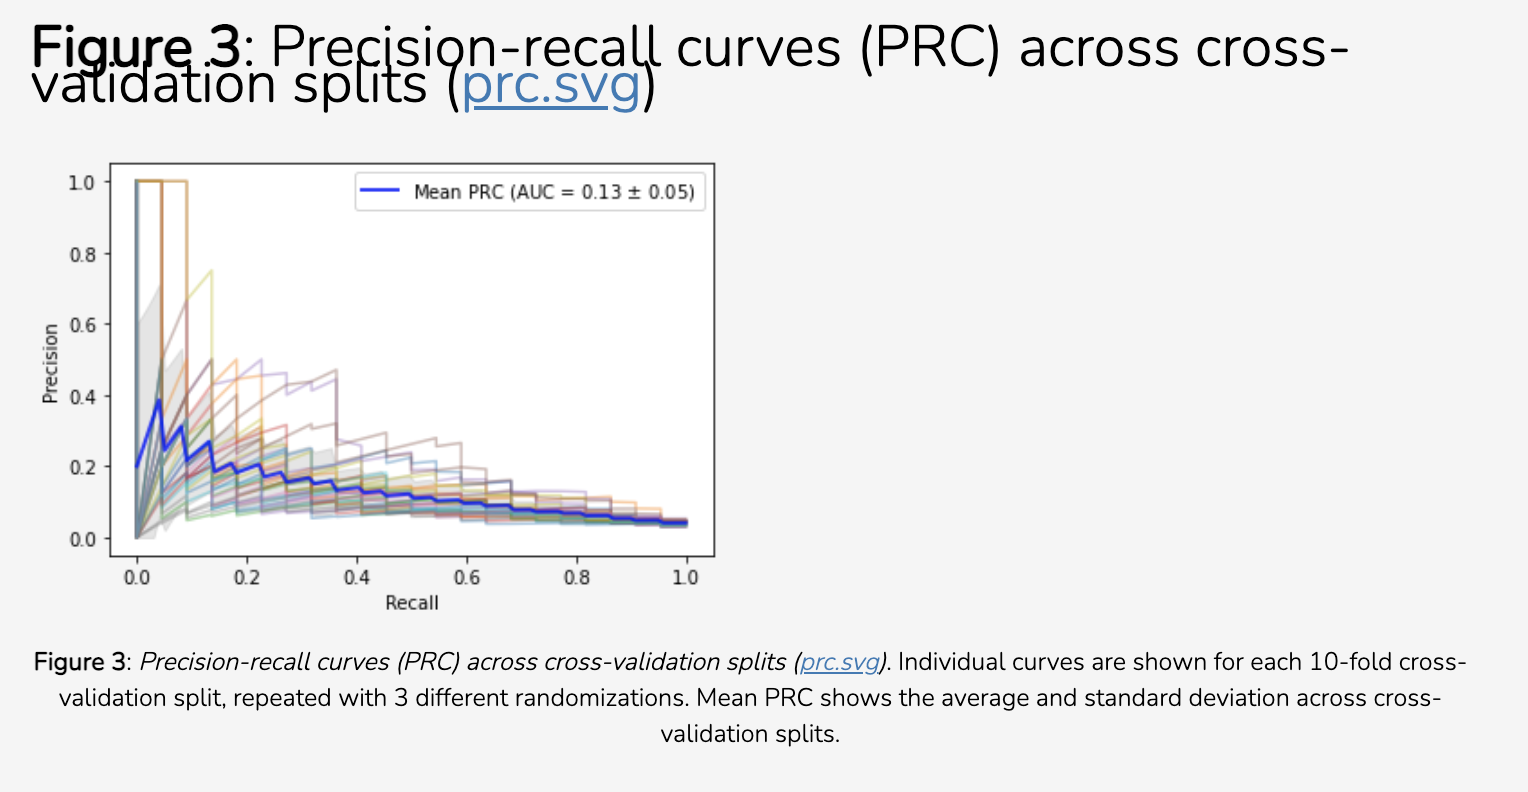 Figure 3: Precision-recall curves (PRC) across cross-
validation splits (prc.svg)
Mean PRC (AUC = 0.13 ± 0.05)
1.0
0.8
0.6
0.4
0.2
0.0
Precision
0.0 0.2 0.4 0.6 0.8 1.0
Recall
Figure 3: Precision-recall curves (PRC) across cross-validation splits (prc.svg). Individual curves are shown for each 10-fold cross-
validation split, repeated with 3 different randomizations. Mean PRC shows the average and standard deviation across cross-
validation splits.